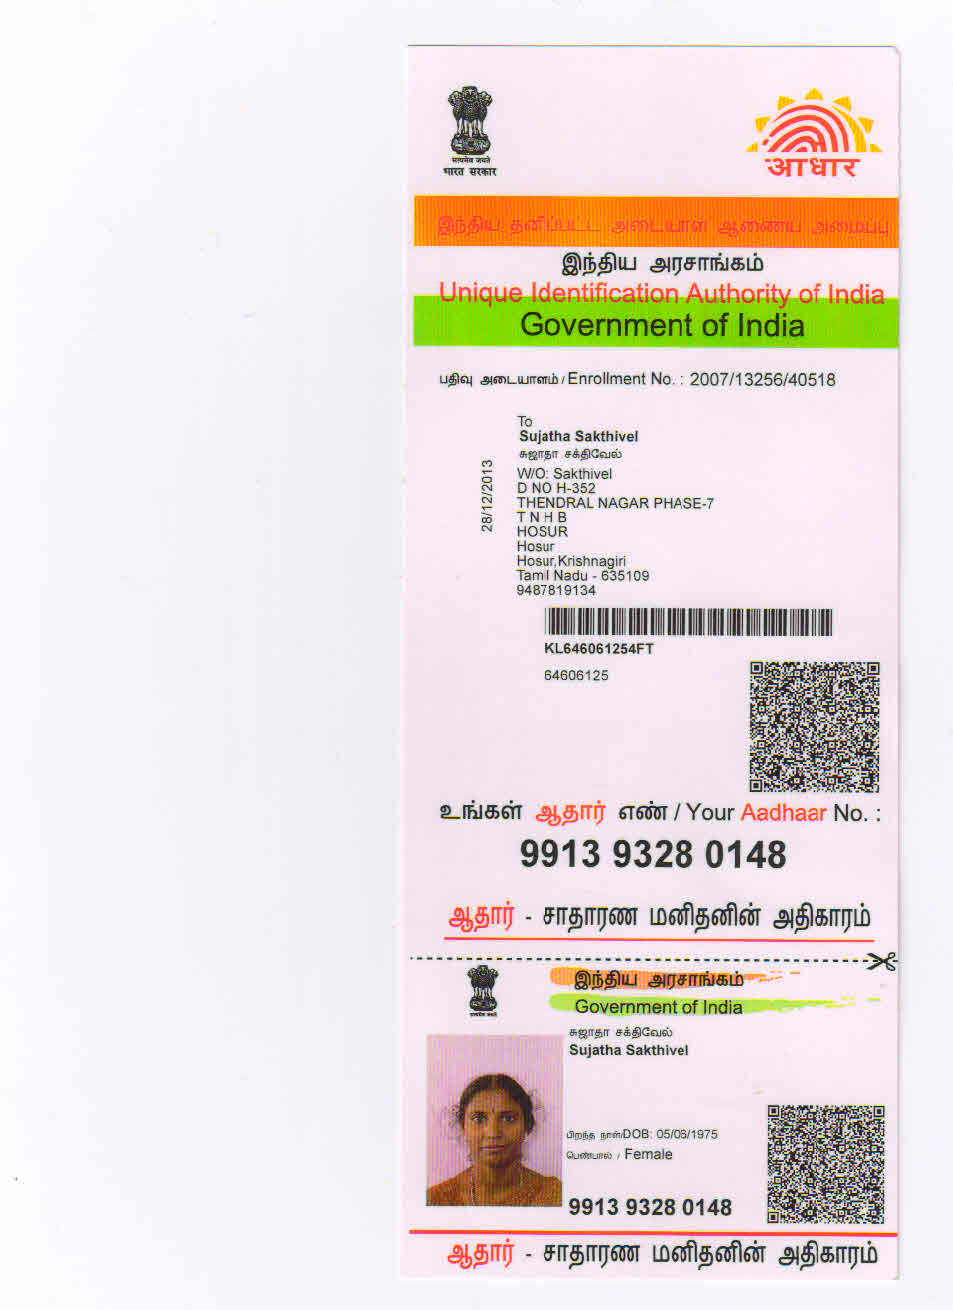 सत्यमेव जयते
भारत सरकार
आधार
இந்திய தனிப்பட்ட அடையாள ஆணைய அமைப்பு
இந்திய அரசாங்கம்
Unique Identification Authority of India
Government of India
பதிவு அடையாளம் / Enrollment No. : 2007/13256/40518
28/12/2013
To
Sujatha Sakthivel
சுஜாதா சக்திவேல்
W/O: Sakthivel
D NO H-352
THENDRAL NAGAR PHASE-7
T N H B
HOSUR
Hosur
Hosur,Krishnagiri
Tamil Nadu - 635109
9487819134
KL646061254FT
64606125
உங்கள் ஆதார் எண் / Your Aadhaar No. :
9913 9328 0148
ஆதார் - சாதாரண மனிதனின் அதிகாரம்
सत्यमेव जयते
இந்திய அரசாங்கம்
Government of India
சுஜாதா சக்திவேல்
Sujatha Sakthivel
பிறந்த நாள்/DOB: 05/06/1975
பெண்பால் / Female
9913 9328 0148
ஆதார் - சாதாரண மனிதனின் அதிகாரம்